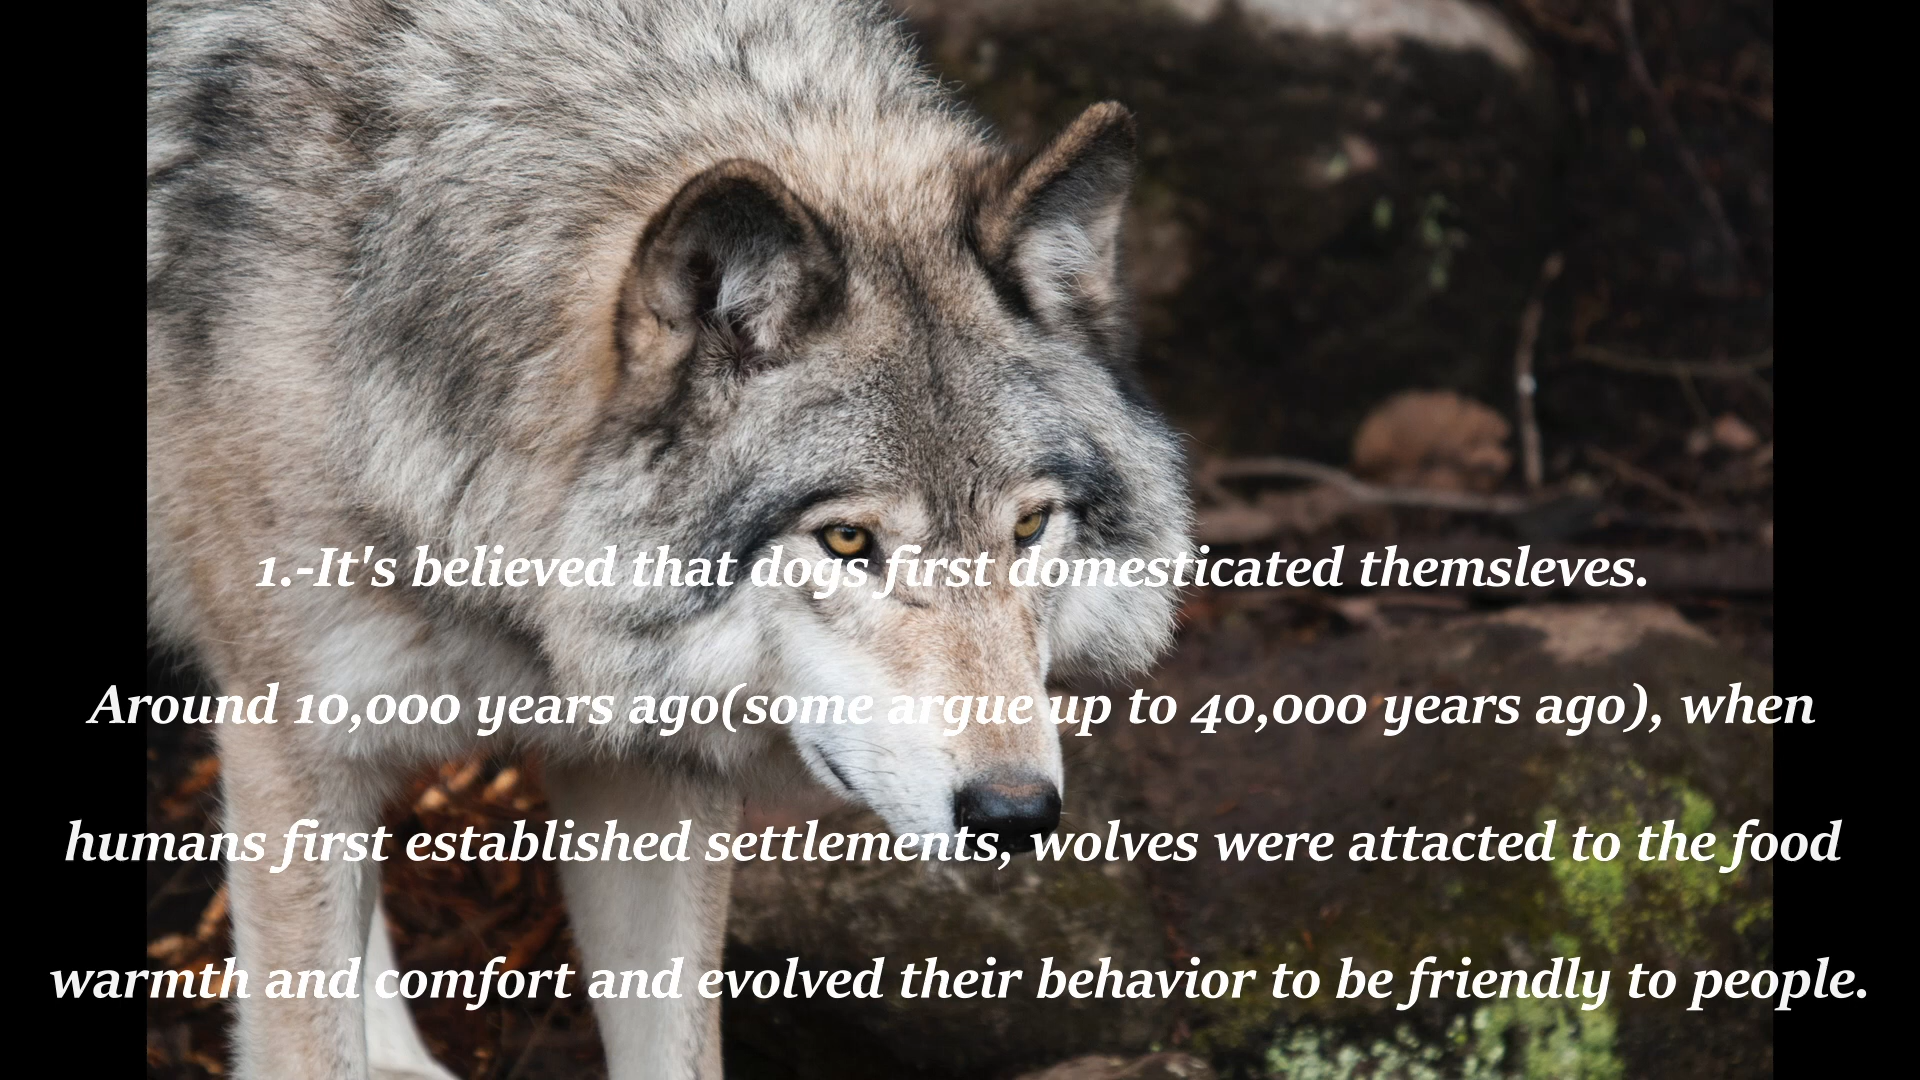 1.-It's believed that dogs first domesticated themsleves.
Around 10,000 years ago(some argue up to 40,000 years ago), when
humans first established settlements, wolves were attacted to the food
warmth and comfort and evolved their behavior to be friendly to people.